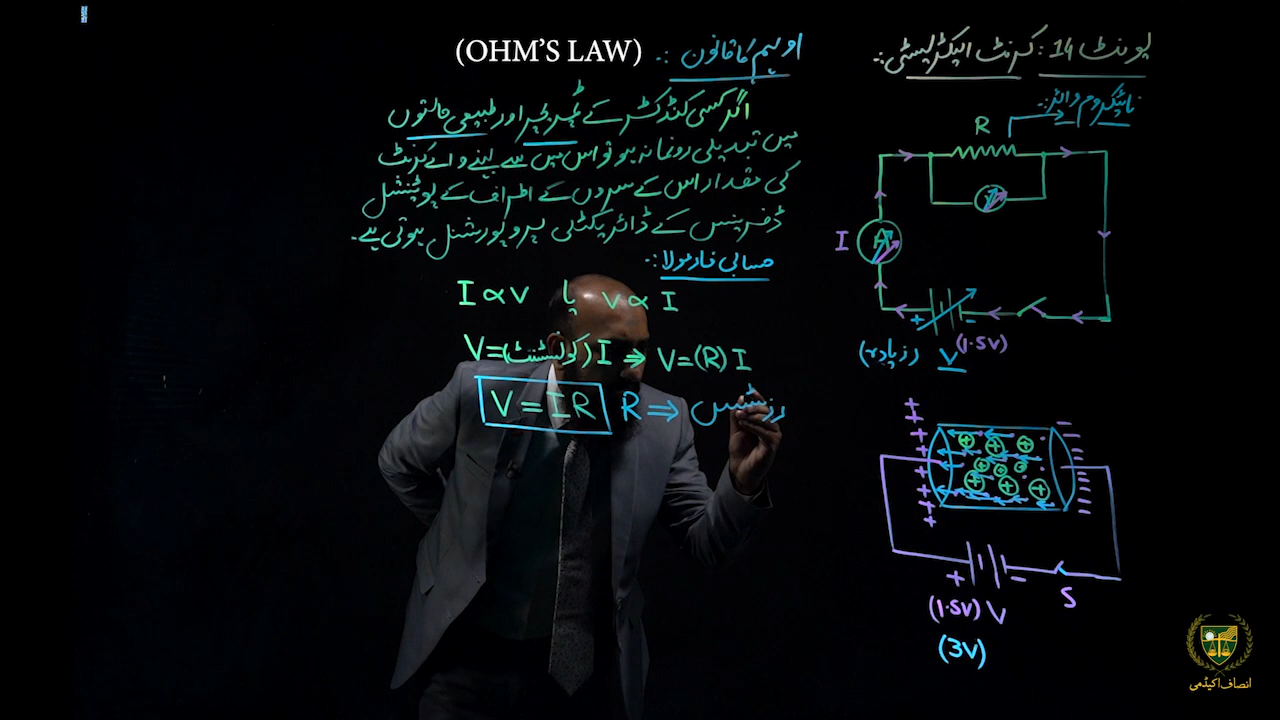 یونٹ 14: کرنٹ الیکٹریسٹی:-
اوہم کا قانون :- (OHM'S LAW)
اگر کسی کنڈکٹر کے ٹمپریچر اور طبیعی حالتوں
میں تبدیلی رونما نہ ہو تو اس میں سے بہنے والے کرنٹ
کی مقدار اس کے سروں کے اطراف کے پوٹینشل
ڈفرینس کے ڈائریکٹلی پروپورشنل ہوتی ہے۔
حسابی فارمولا :-
I ∝ V یا V ∝ I
V=(کونسٹنٹ) I ⇒ V=(R) I
V = IR R ⇒ رزسٹنس
نائیکروم وائر:-
R
V
I
A
+ -
(زیادہ) V (1.5V)
+
I
+ + + + + +
- - - - - - - -
+ + + + + + + + +
+ -
S
(1.5V) V
(3V)
انصاف اکیڈمی